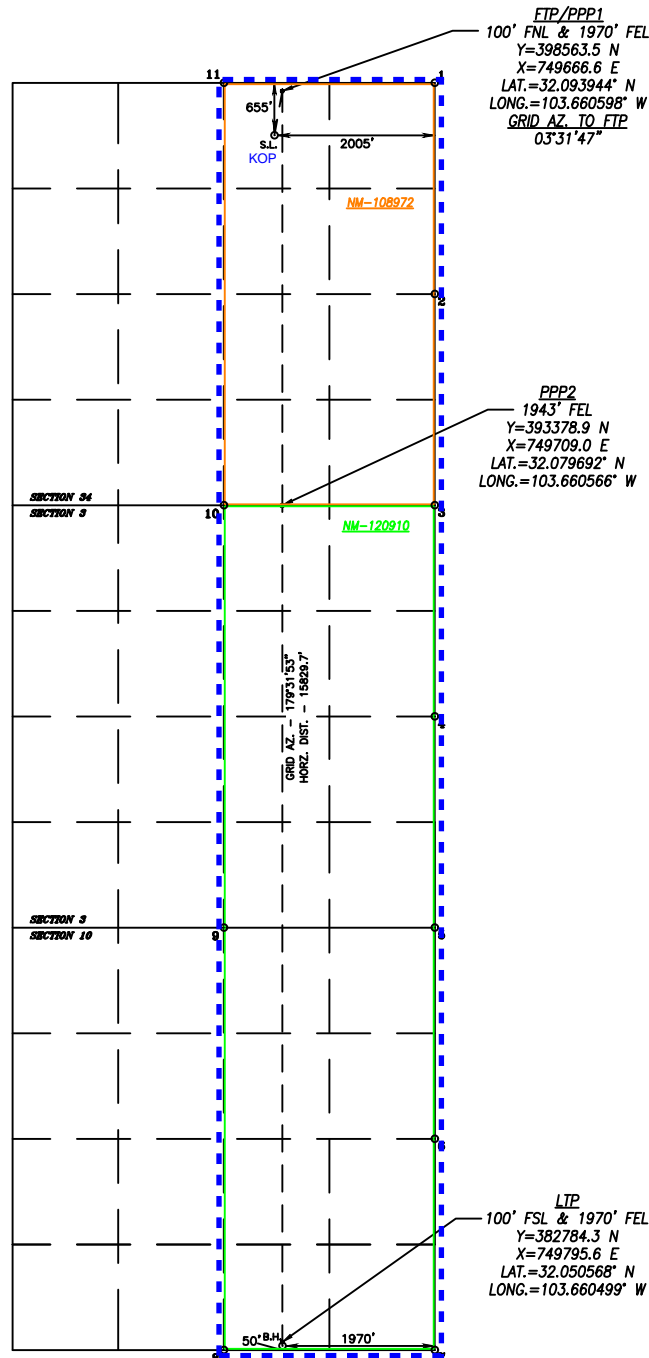 FTP/PPP1
100' FNL & 1970' FEL
Y=398563.5 N
X=749666.6 E
LAT.=32.093944° N
LONG.=103.660598° W
GRID AZ. TO FTP
03°31'47"
11
1
655'
S.L.
2005'
KOP
NM-108972
2
PPP2
1943' FEL
Y=393378.9 N
X=749709.0 E
LAT.=32.079692° N
LONG.=103.660566° W
SECTION 34
SECTION 3
10
3
NM-120910
GRID AZ. - 179°31'53"
HORZ. DIST. - 15829.7'
4
SECTION 3
SECTION 10
9
5
6
LTP
100' FSL & 1970' FEL
Y=382784.3 N
X=749795.6 E
LAT.=32.050568° N
LONG.=103.660499° W
50'
B.H.
1970'
8
7